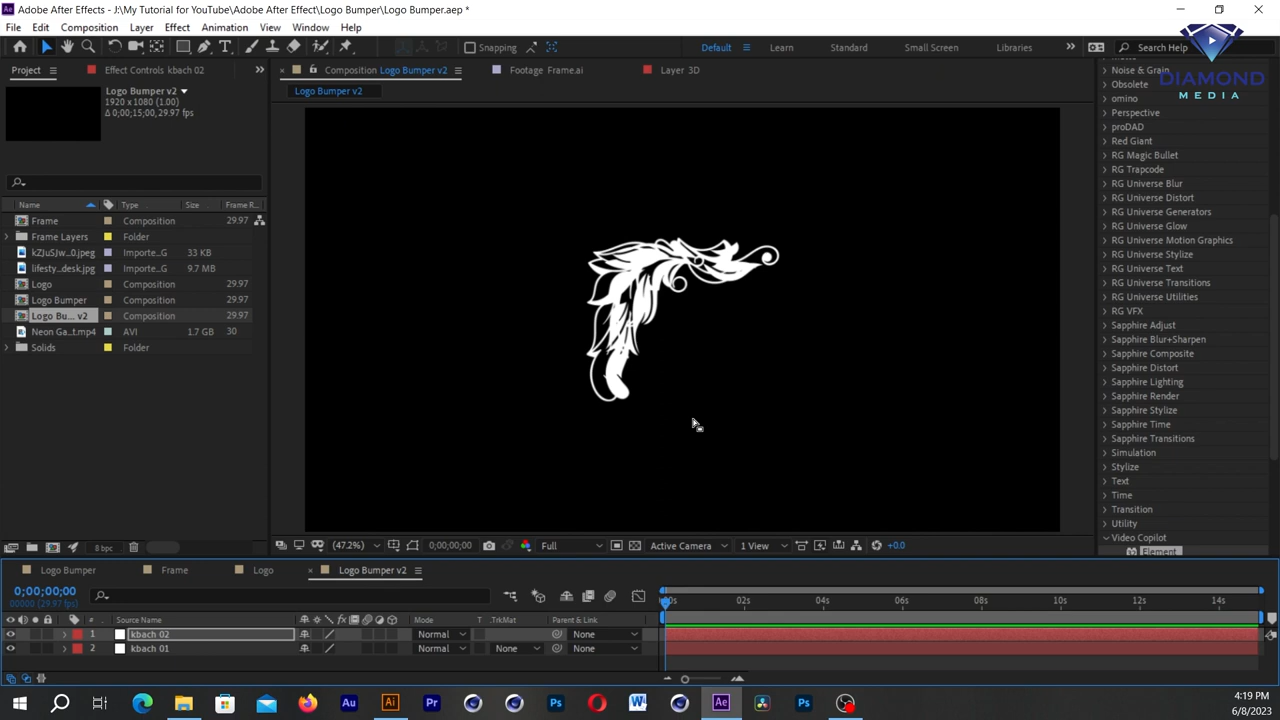 Adobe After Effects - J:\My Tutorial for YouTube\Adobe After Effect\Logo Bumper\Logo Bumper.aep *
File Edit Composition Layer Effect Animation View Window Help
Snapping Default Learn Standard Small Screen Libraries Search Help
Project Effect Controls kbach 02 Composition Logo Bumper v2 Footage Frame.ai Layer 3D
DIAMOND
MEDIA
Logo Bumper v2
Logo Bumper v2
1920 x 1080 (1.00)
Δ 0;00;15;00, 29.97 fps
Name Type Size Frame R...
Frame Composition 29.97
Frame Layers Folder
kZJuSJw...0.jpeg Importe...G 33 KB
lifesty...desk.jpg Importe...G 9.7 MB
Logo Composition 29.97
Logo Bumper Composition 29.97
Logo Bu... v2 Composition 29.97
Neon Ga...t.mp4 AVI 1.7 GB 30
Solids Folder
Noise & Grain
Obsolete
omino
Perspective
proDAD
Red Giant
RG Magic Bullet
RG Trapcode
RG Universe Blur
RG Universe Distort
RG Universe Generators
RG Universe Glow
RG Universe Motion Graphics
RG Universe Stylize
RG Universe Text
RG Universe Transitions
RG Universe Utilities
RG VFX
Sapphire Adjust
Sapphire Blur+Sharpen
Sapphire Composite
Sapphire Distort
Sapphire Lighting
Sapphire Render
Sapphire Stylize
Sapphire Time
Sapphire Transitions
Simulation
Stylize
Text
Time
Transition
Utility
Video Copilot
Element
8 bpc (47.2%) 0;00;00;00 Full Active Camera 1 View +0.0
Logo Bumper Frame Logo Logo Bumper v2
0;00;00;00
00000 (29.97 fps)
:00s 02s 04s 06s 08s 10s 12s 14s
# Source Name Mode T TrkMat Parent & Link
1 kbach 02 Normal None
2 kbach 01 Normal None None
Au Ai Pr Ps W Ae Ps
4:19 PM
6/8/2023